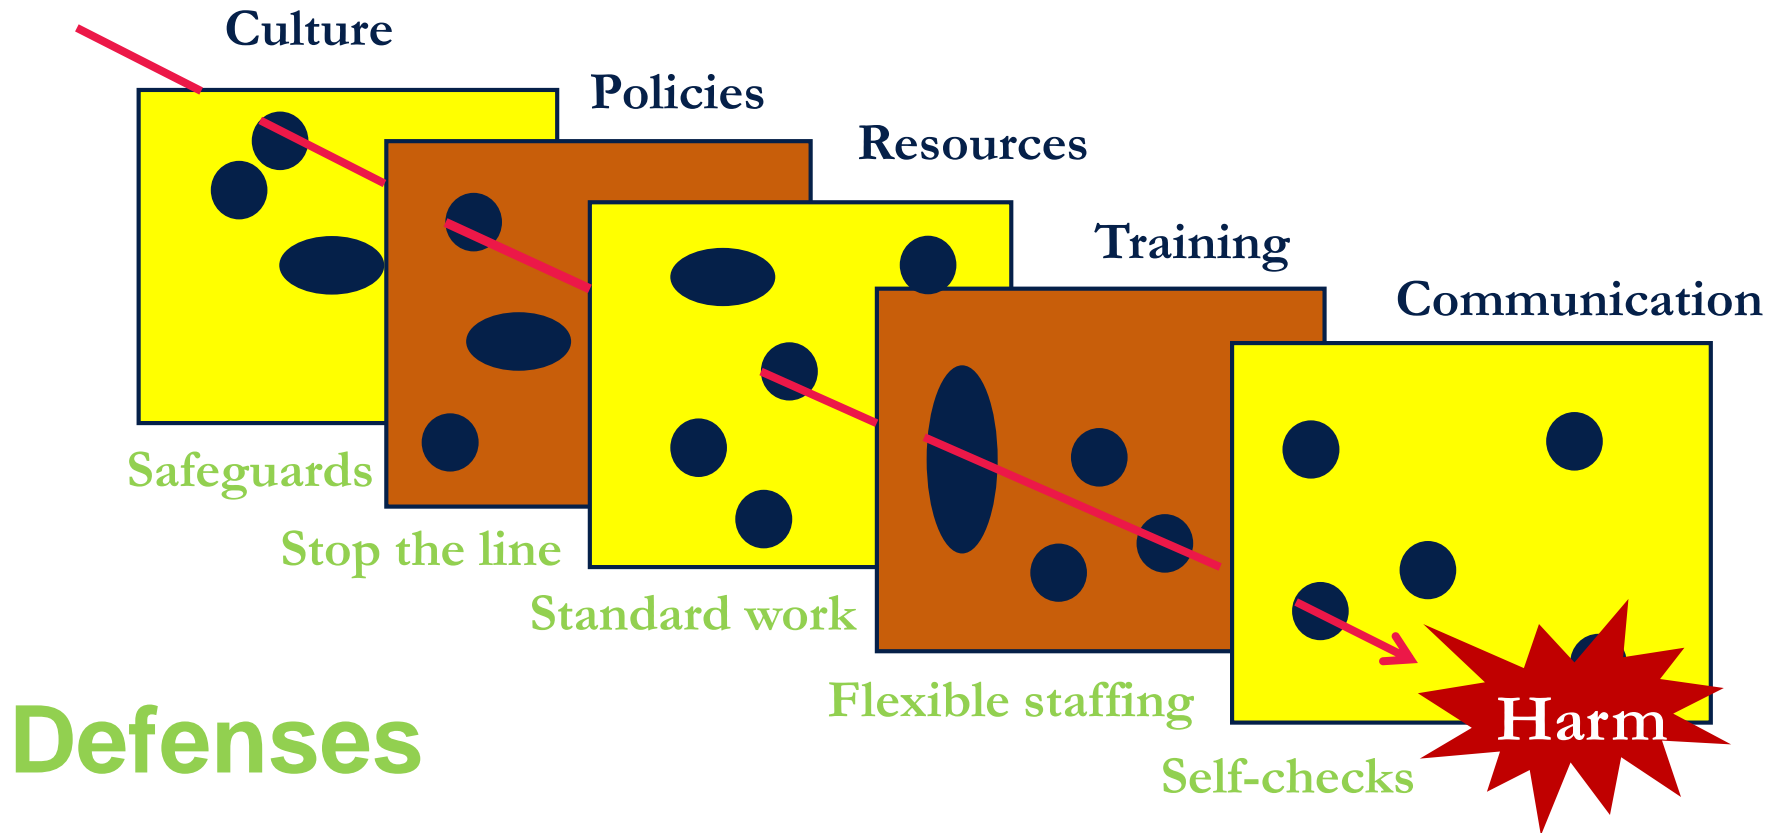 Culture
Policies
Resources
Training
Communication
Safeguards
Stop the line
Standard work
Flexible staffing
Self-checks
Harm
Defenses